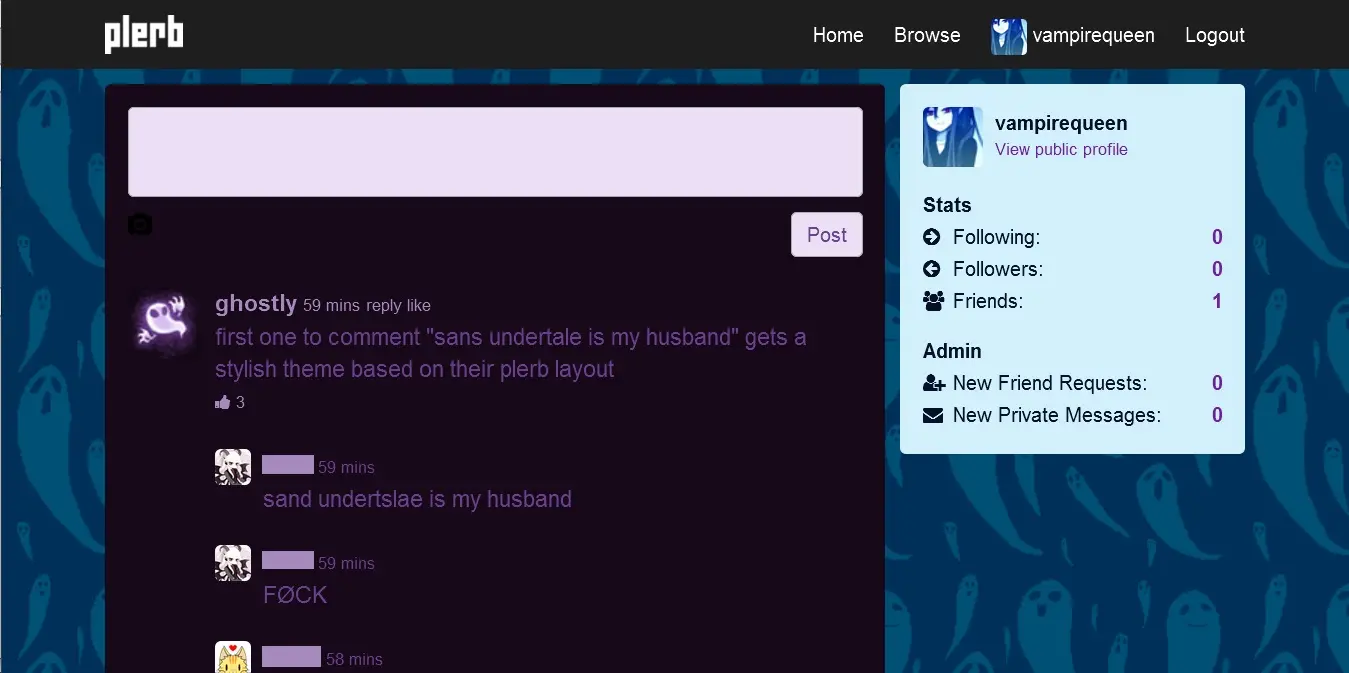 plerb
Home Browse vampirequeen Logout
Post
ghostly 59 mins reply like
first one to comment "sans undertale is my husband" gets a
stylish theme based on their plerb layout
3
59 mins
sand undertslae is my husband
59 mins
FØCK
58 mins
vampirequeen
View public profile
Stats
Following: 0
Followers: 0
Friends: 1
Admin
New Friend Requests: 0
New Private Messages: 0